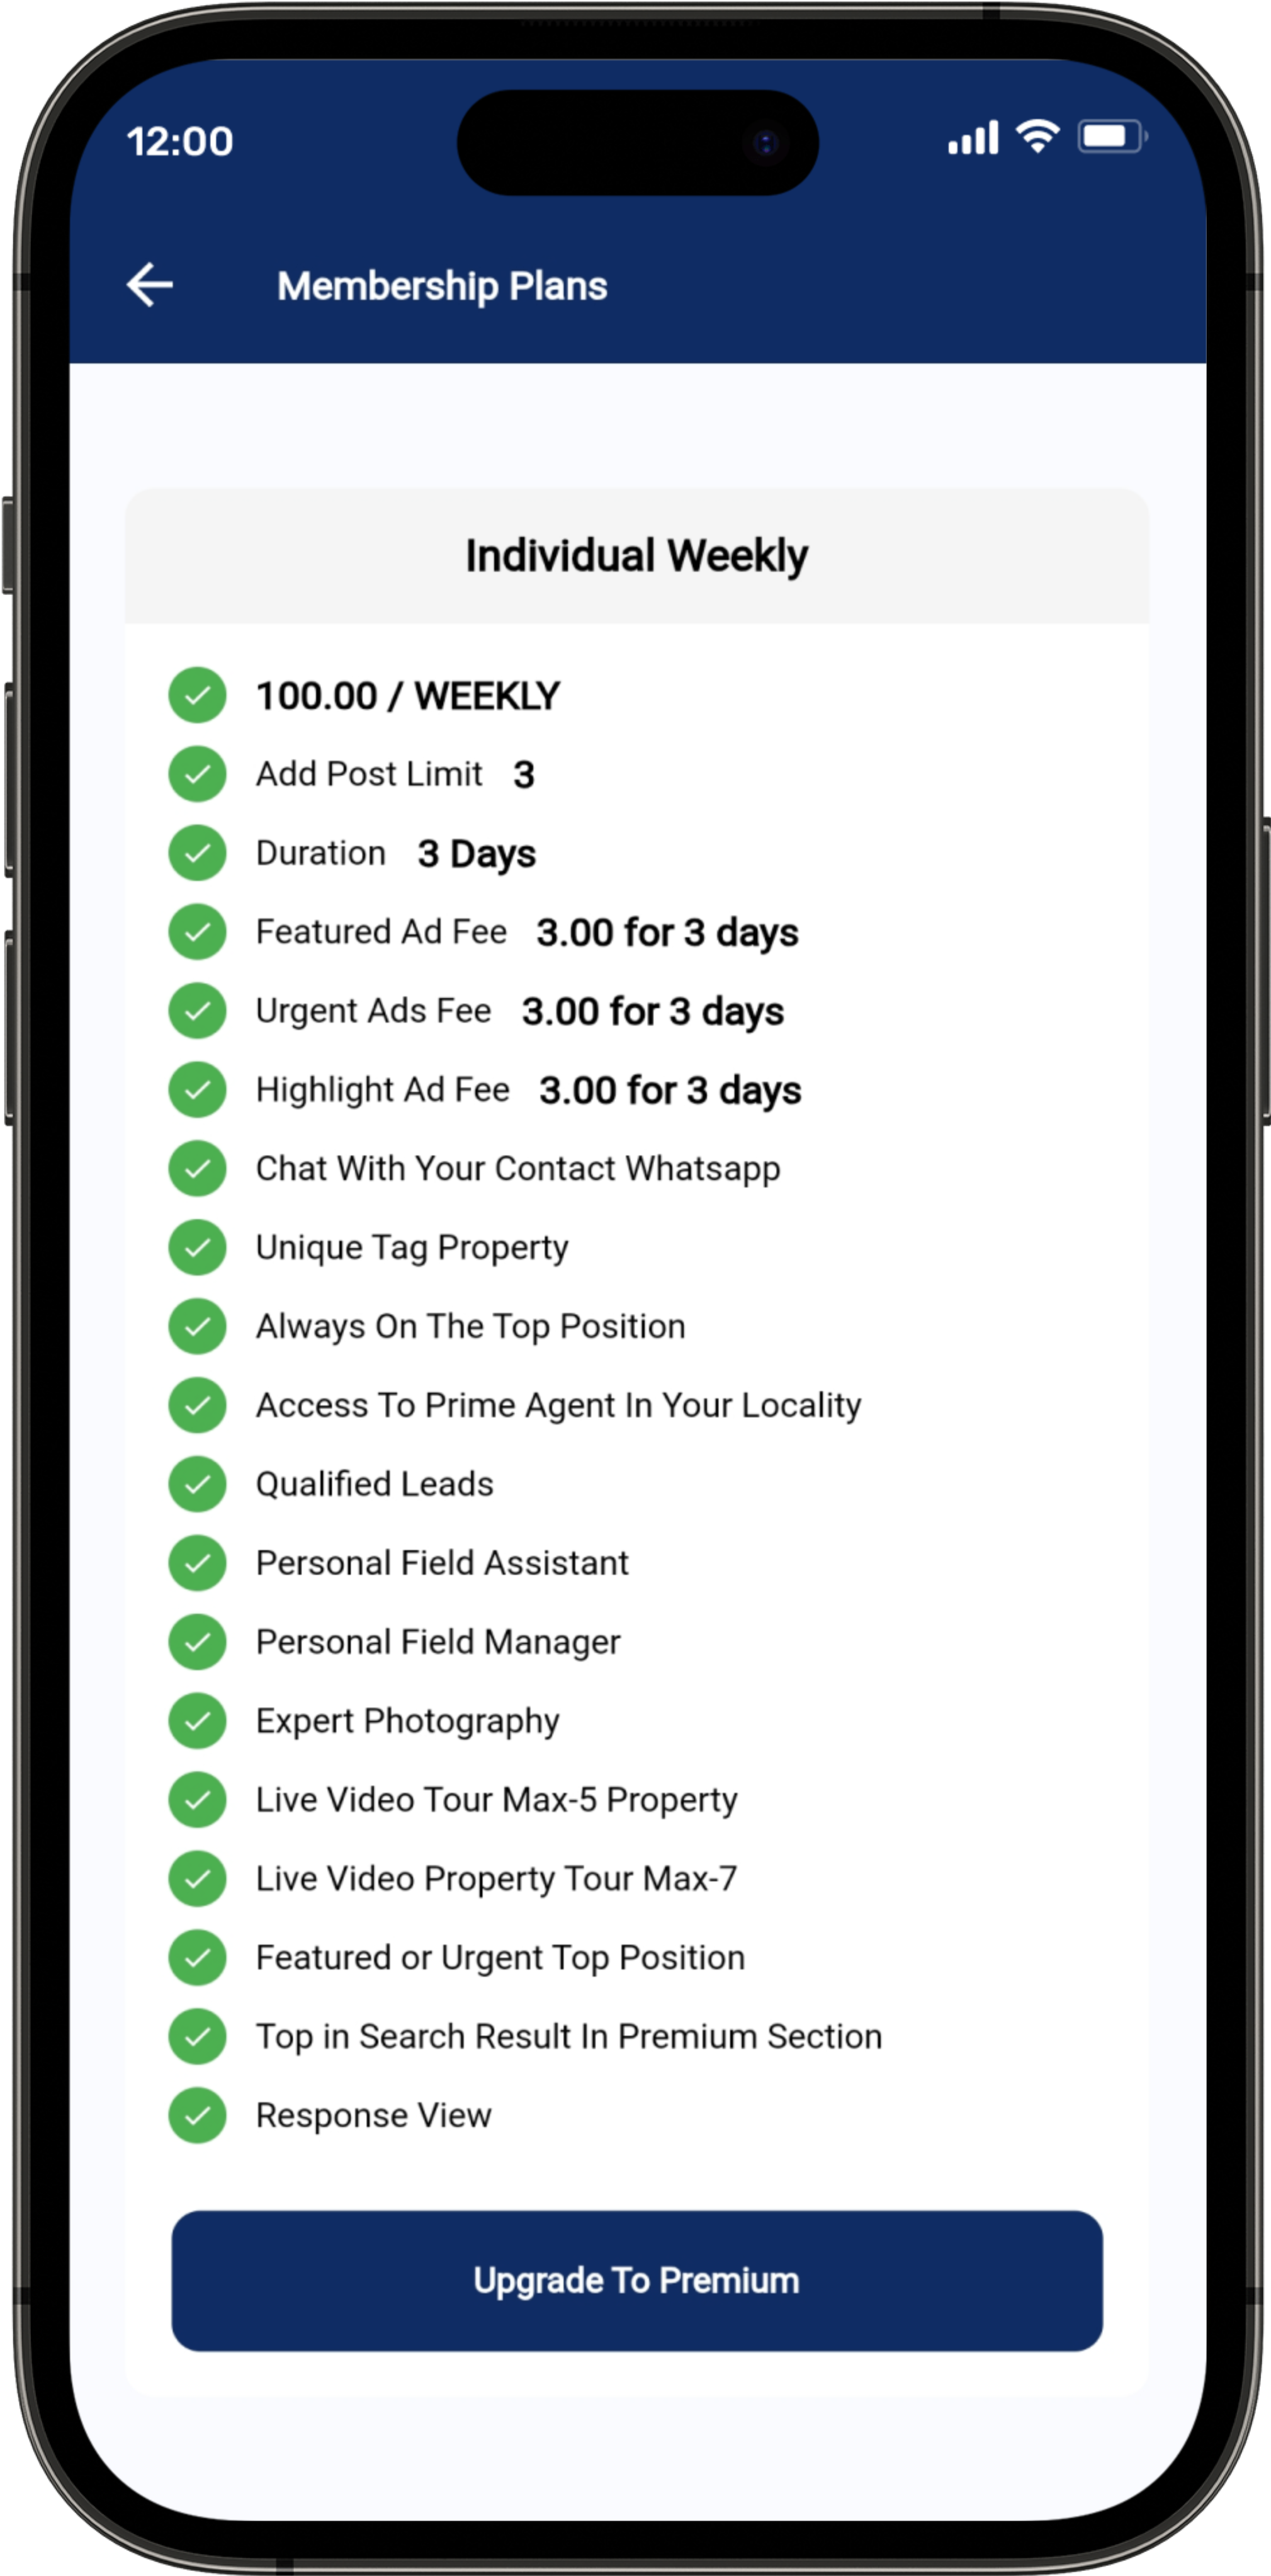 12:00
Membership Plans
Individual Weekly
100.00 / WEEKLY
Add Post Limit 3
Duration 3 Days
Featured Ad Fee 3.00 for 3 days
Urgent Ads Fee 3.00 for 3 days
Highlight Ad Fee 3.00 for 3 days
Chat With Your Contact Whatsapp
Unique Tag Property
Always On The Top Position
Access To Prime Agent In Your Locality
Qualified Leads
Personal Field Assistant
Personal Field Manager
Expert Photography
Live Video Tour Max-5 Property
Live Video Property Tour Max-7
Featured or Urgent Top Position
Top in Search Result In Premium Section
Response View
Upgrade To Premium